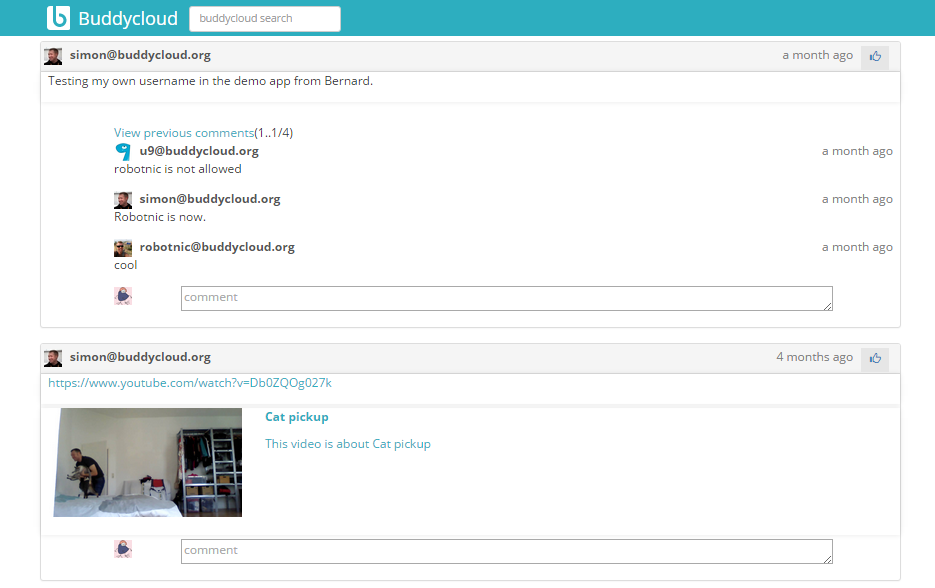 Buddycloud
buddycloud search
simon@buddycloud.org a month ago
Testing my own username in the demo app from Bernard.
View previous comments(1..1/4)
u9@buddycloud.org a month ago
robotnic is not allowed
simon@buddycloud.org a month ago
Robotnic is now.
robotnic@buddycloud.org a month ago
cool
comment
simon@buddycloud.org 4 months ago
https://www.youtube.com/watch?v=Db0ZQOg027k
Cat pickup
This video is about Cat pickup
comment